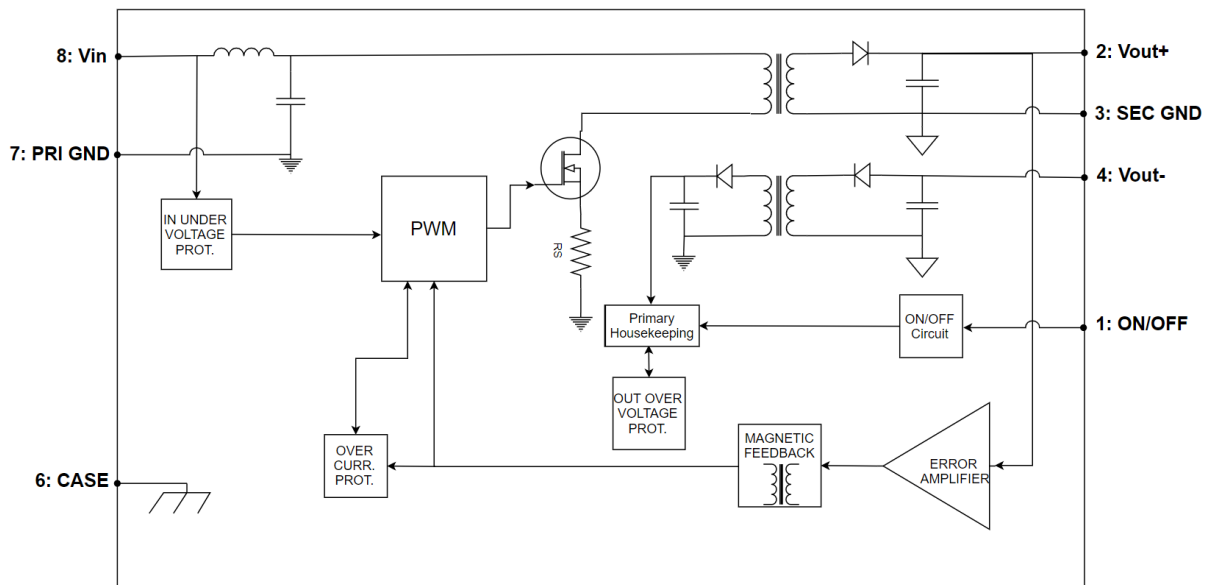 8: Vin
2: Vout+
3: SEC GND
7: PRI GND
4: Vout-
IN UNDER
VOLTAGE
PROT.
PWM
RS
Primary
Housekeeping
ON/OFF
Circuit
1: ON/OFF
OUT OVER
VOLTAGE
PROT.
OVER
CURR.
PROT.
MAGNETIC
FEEDBACK
ERROR
AMPLIFIER
6: CASE